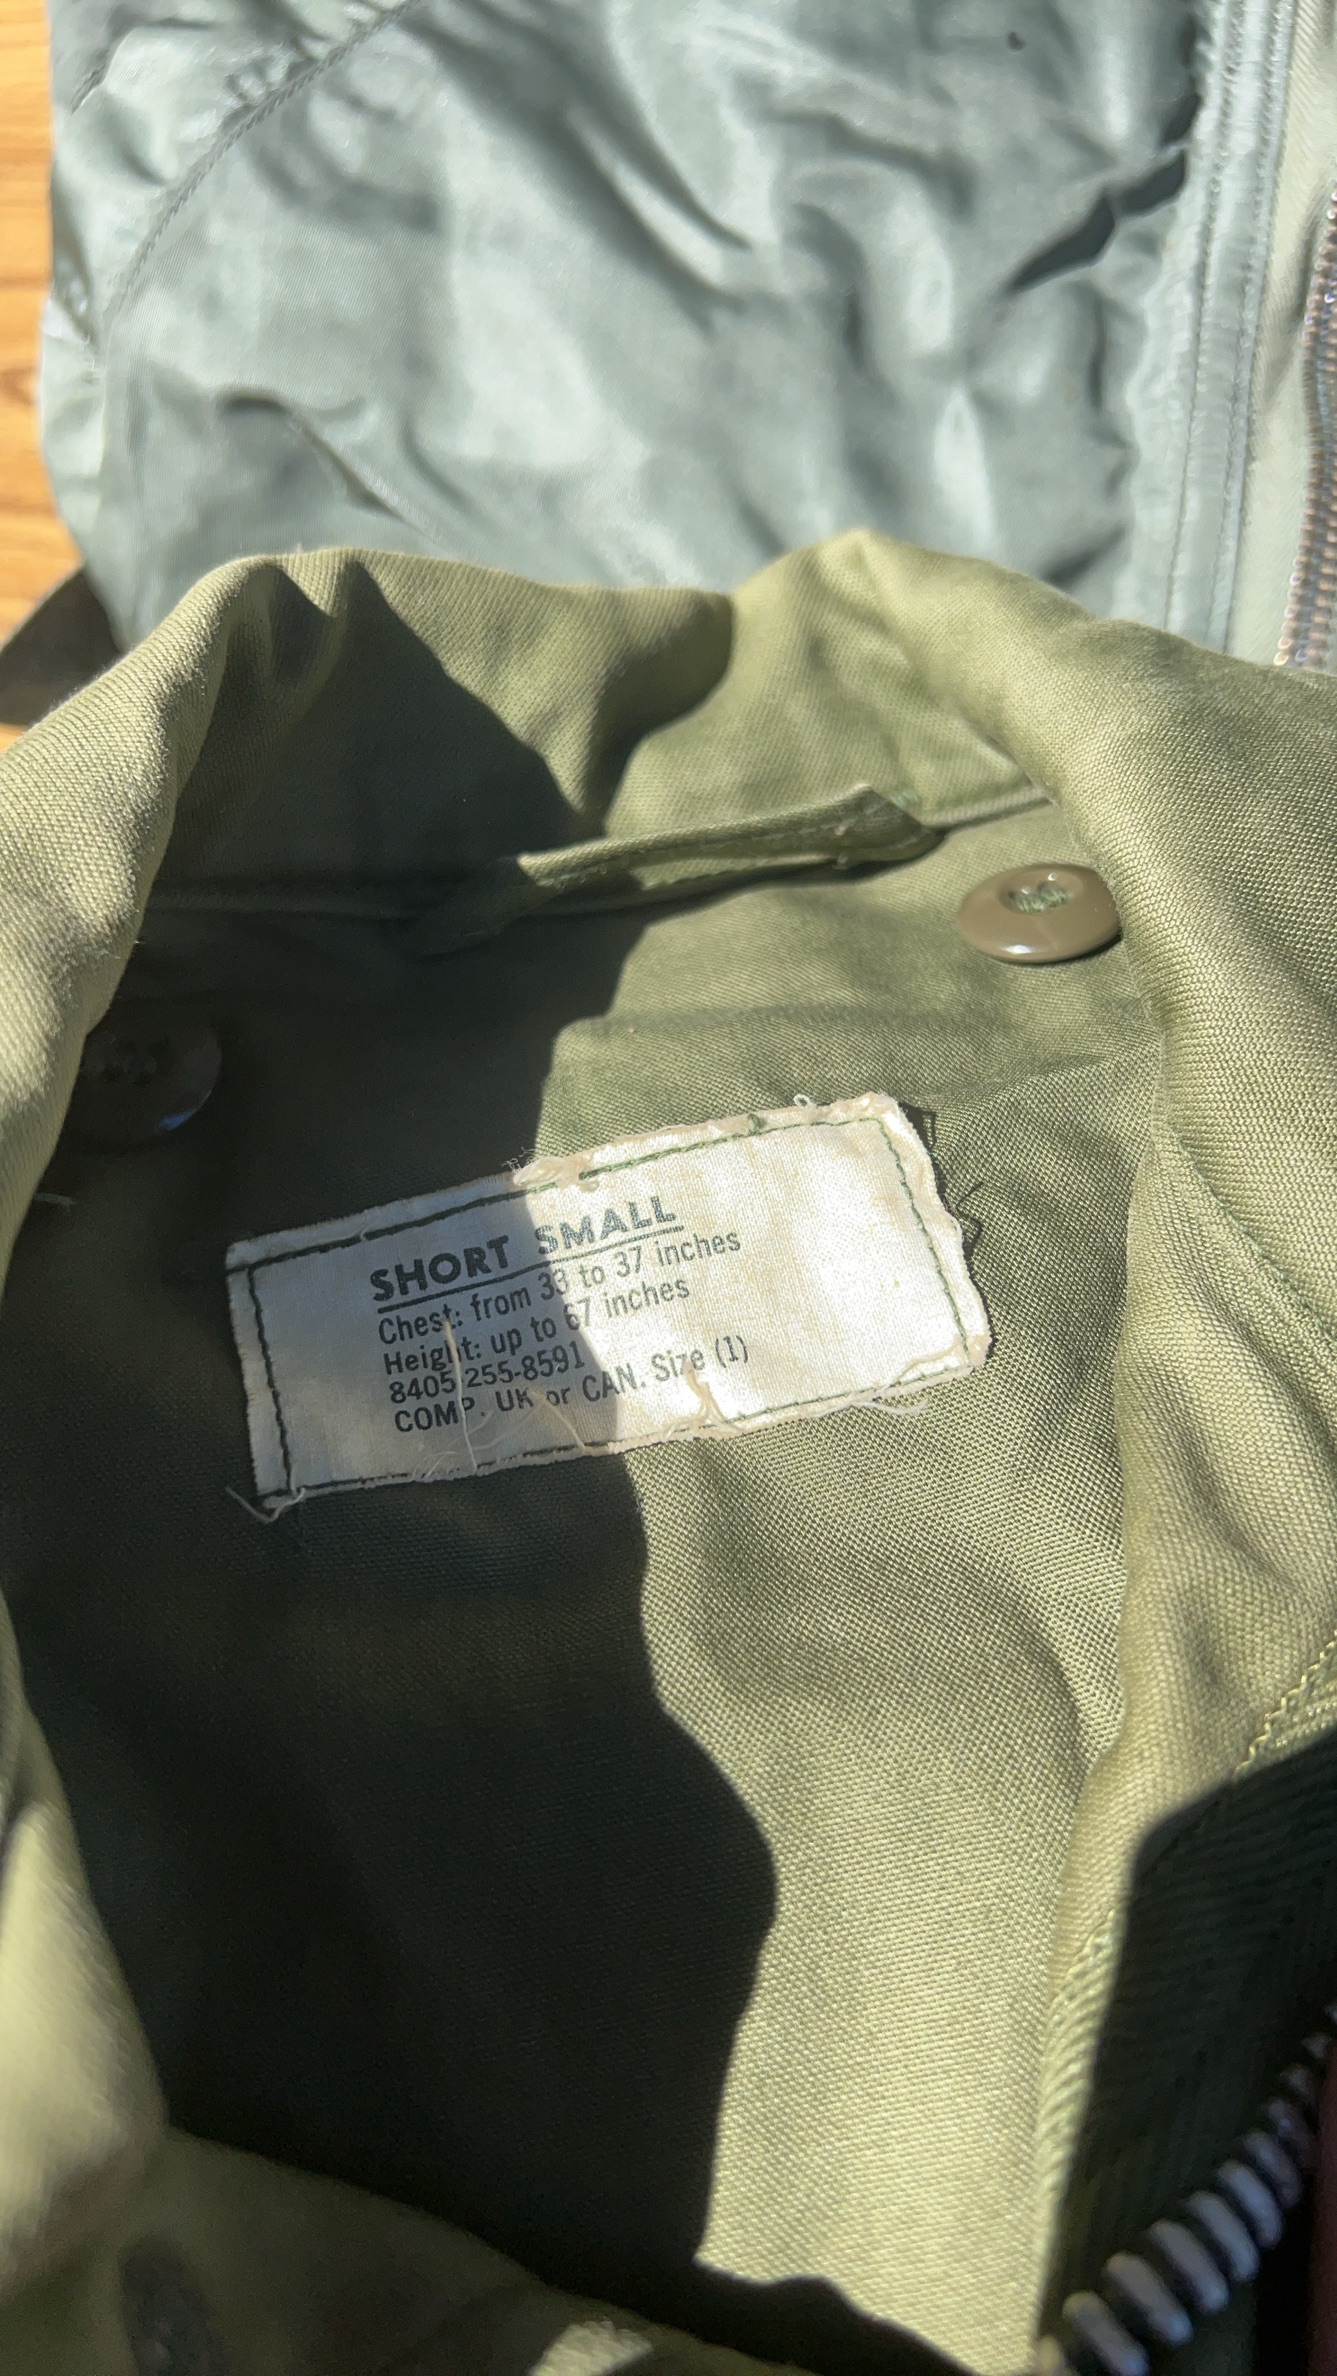 SHORT SMALL
Chest: from 33 to 37 inches
Height: up to 67 inches
8405 255-8591
COMP. UK or CAN. Size (1)